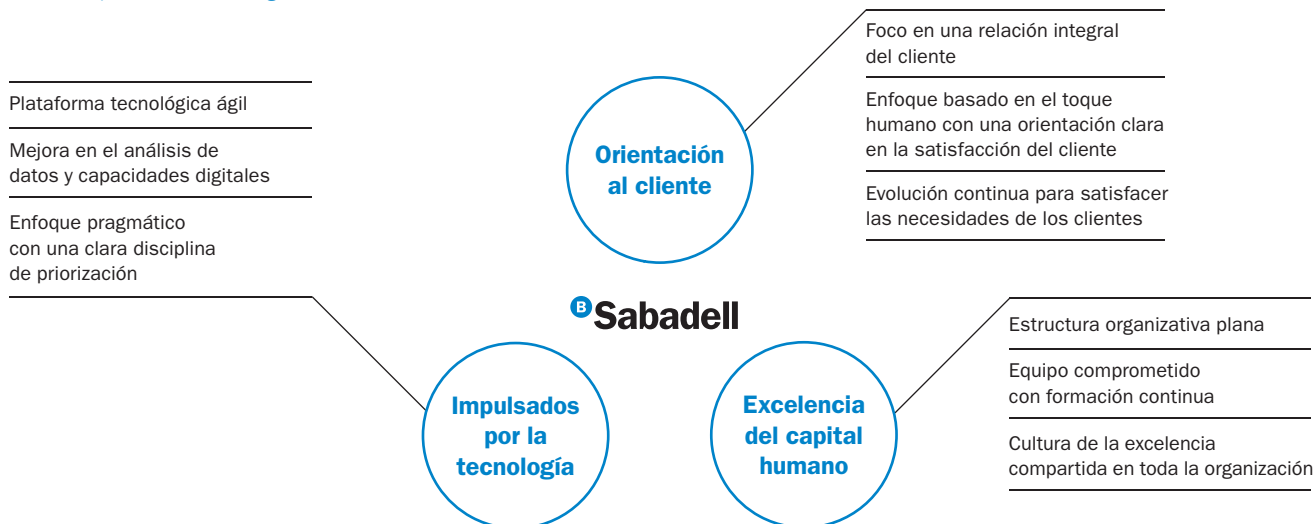 Foco en una relación integral
del cliente
Enfoque basado en el toque
humano con una orientación clara
en la satisfacción del cliente
Evolución continua para satisfacer
las necesidades de los clientes
Orientación
al cliente
Plataforma tecnológica ágil
Mejora en el análisis de
datos y capacidades digitales
Enfoque pragmático
con una clara disciplina
de priorización
B Sabadell
Impulsados
por la
tecnología
Excelencia
del capital
humano
Estructura organizativa plana
Equipo comprometido
con formación continua
Cultura de la excelencia
compartida en toda la organización